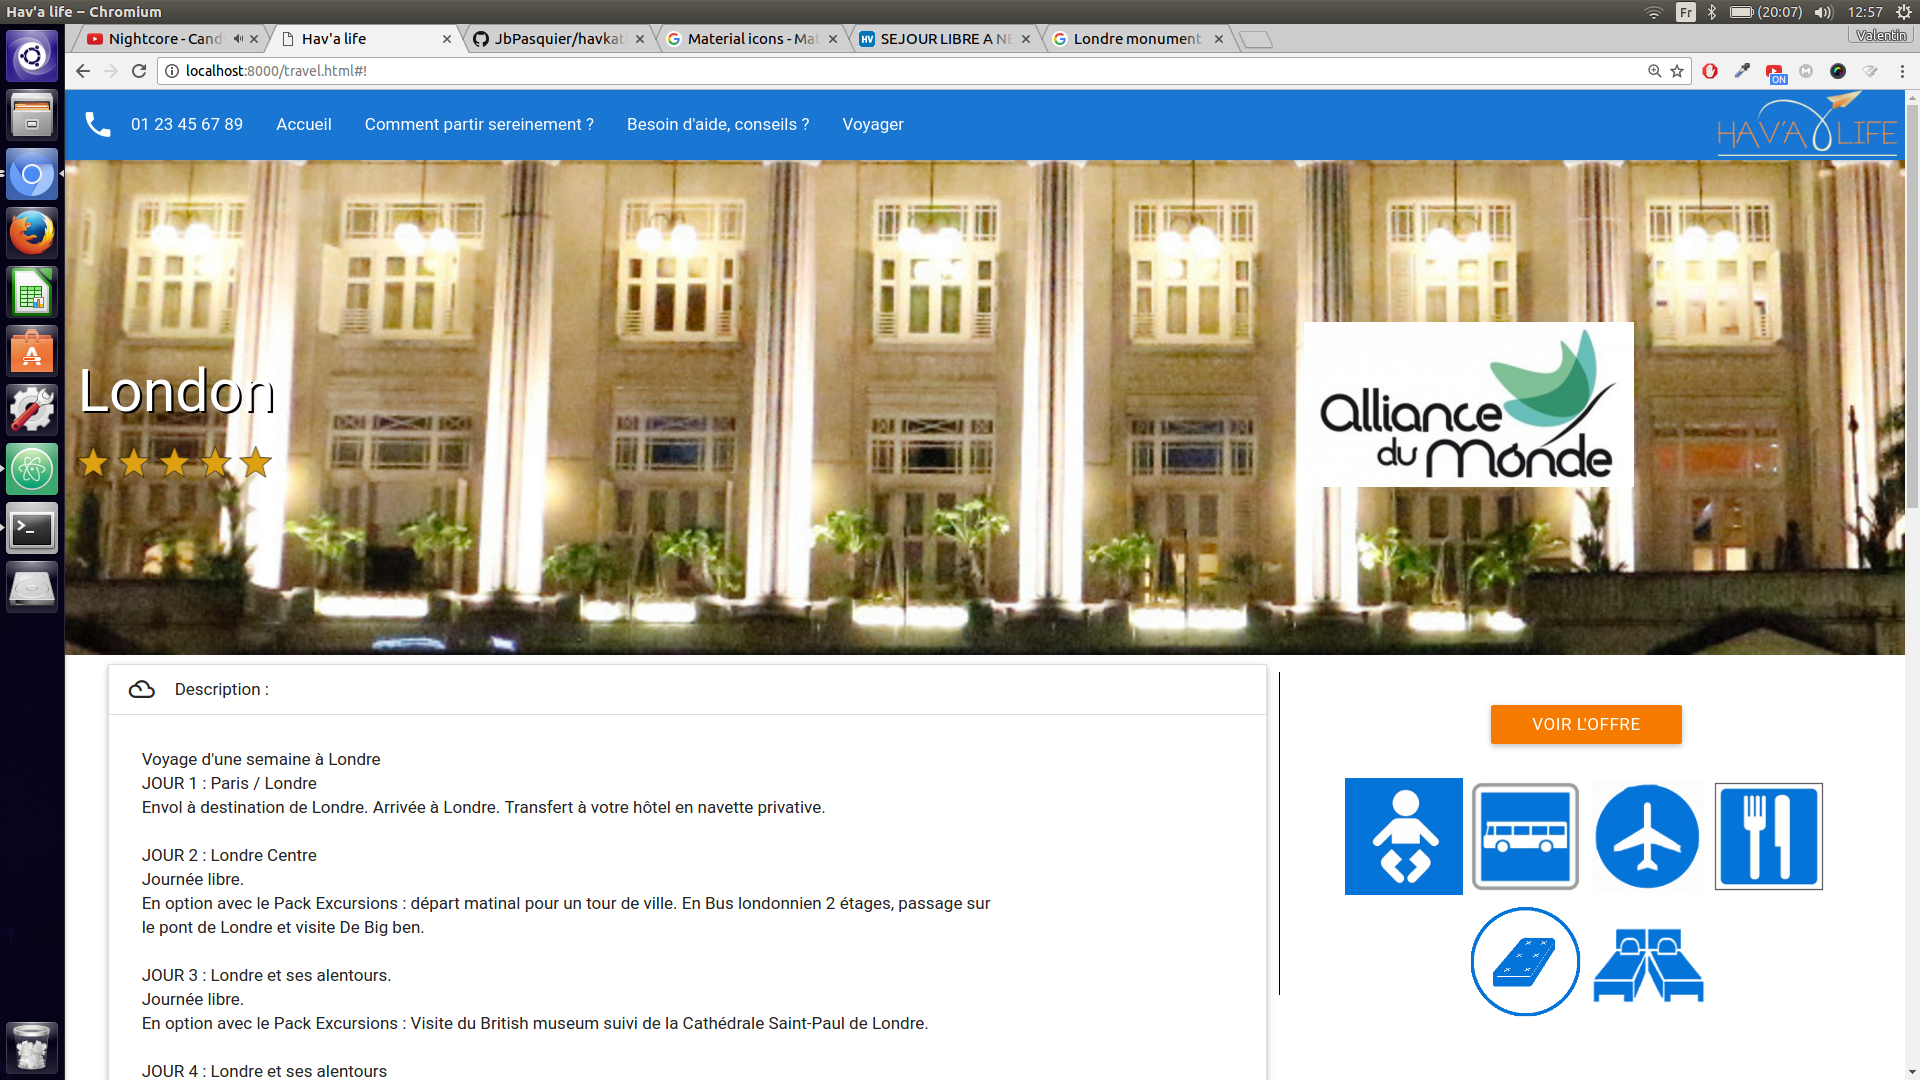 Hav'a life – Chromium
Fr
(20:07)
12:57
Nightcore - Cand
Hav'a life
JbPasquier/havkat
Material icons - Mat
SEJOUR LIBRE A NE
Londre monument
Valentin
localhost:8000/travel.html#!
ON
01 23 45 67 89
Accueil
Comment partir sereinement ?
Besoin d'aide, conseils ?
Voyager
HAV'A LIFE
London
alliance
du Monde
Description :
VOIR L'OFFRE
Voyage d'une semaine à Londre
JOUR 1 : Paris / Londre
Envol à destination de Londre. Arrivée à Londre. Transfert à votre hôtel en navette privative.
JOUR 2 : Londre Centre
Journée libre.
En option avec le Pack Excursions : départ matinal pour un tour de ville. En Bus londonnien 2 étages, passage sur
le pont de Londre et visite De Big ben.
JOUR 3 : Londre et ses alentours.
Journée libre.
En option avec le Pack Excursions : Visite du British museum suivi de la Cathédrale Saint-Paul de Londre.
JOUR 4 : Londre et ses alentours